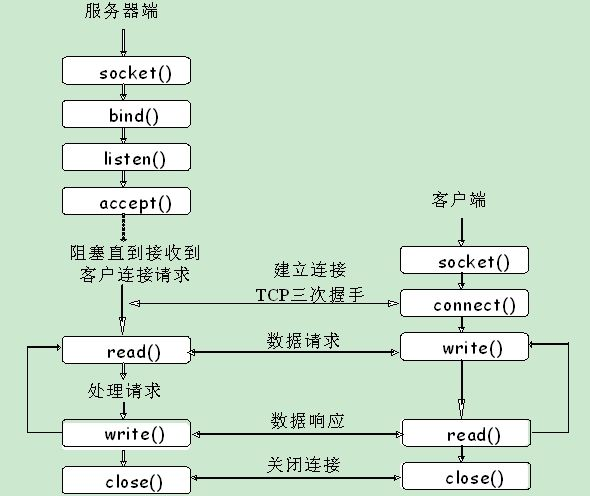 服务器端
socket()
bind()
listen()
accept()
阻塞直到接收到
客户连接请求
客户端
socket()
建立连接
TCP三次握手
connect()
read()
数据请求
write()
处理请求
write()
数据响应
read()
close()
关闭连接
close()